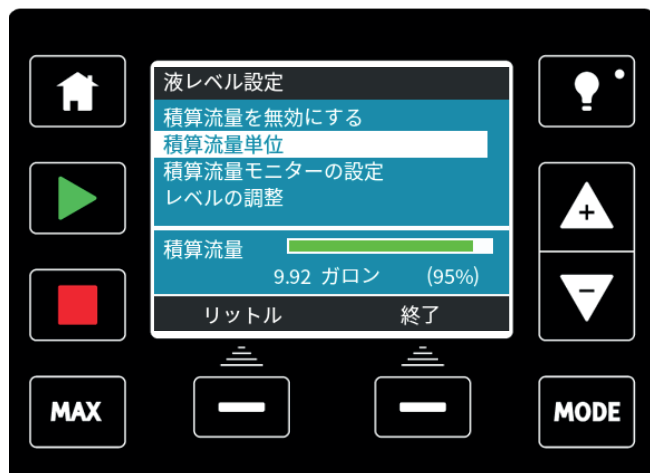 液レベル設定
積算流量を無効にする
積算流量単位
積算流量モニターの設定
レベルの調整
積算流量
9.92 ガロン (95%)
リットル 終了
MAX MODE